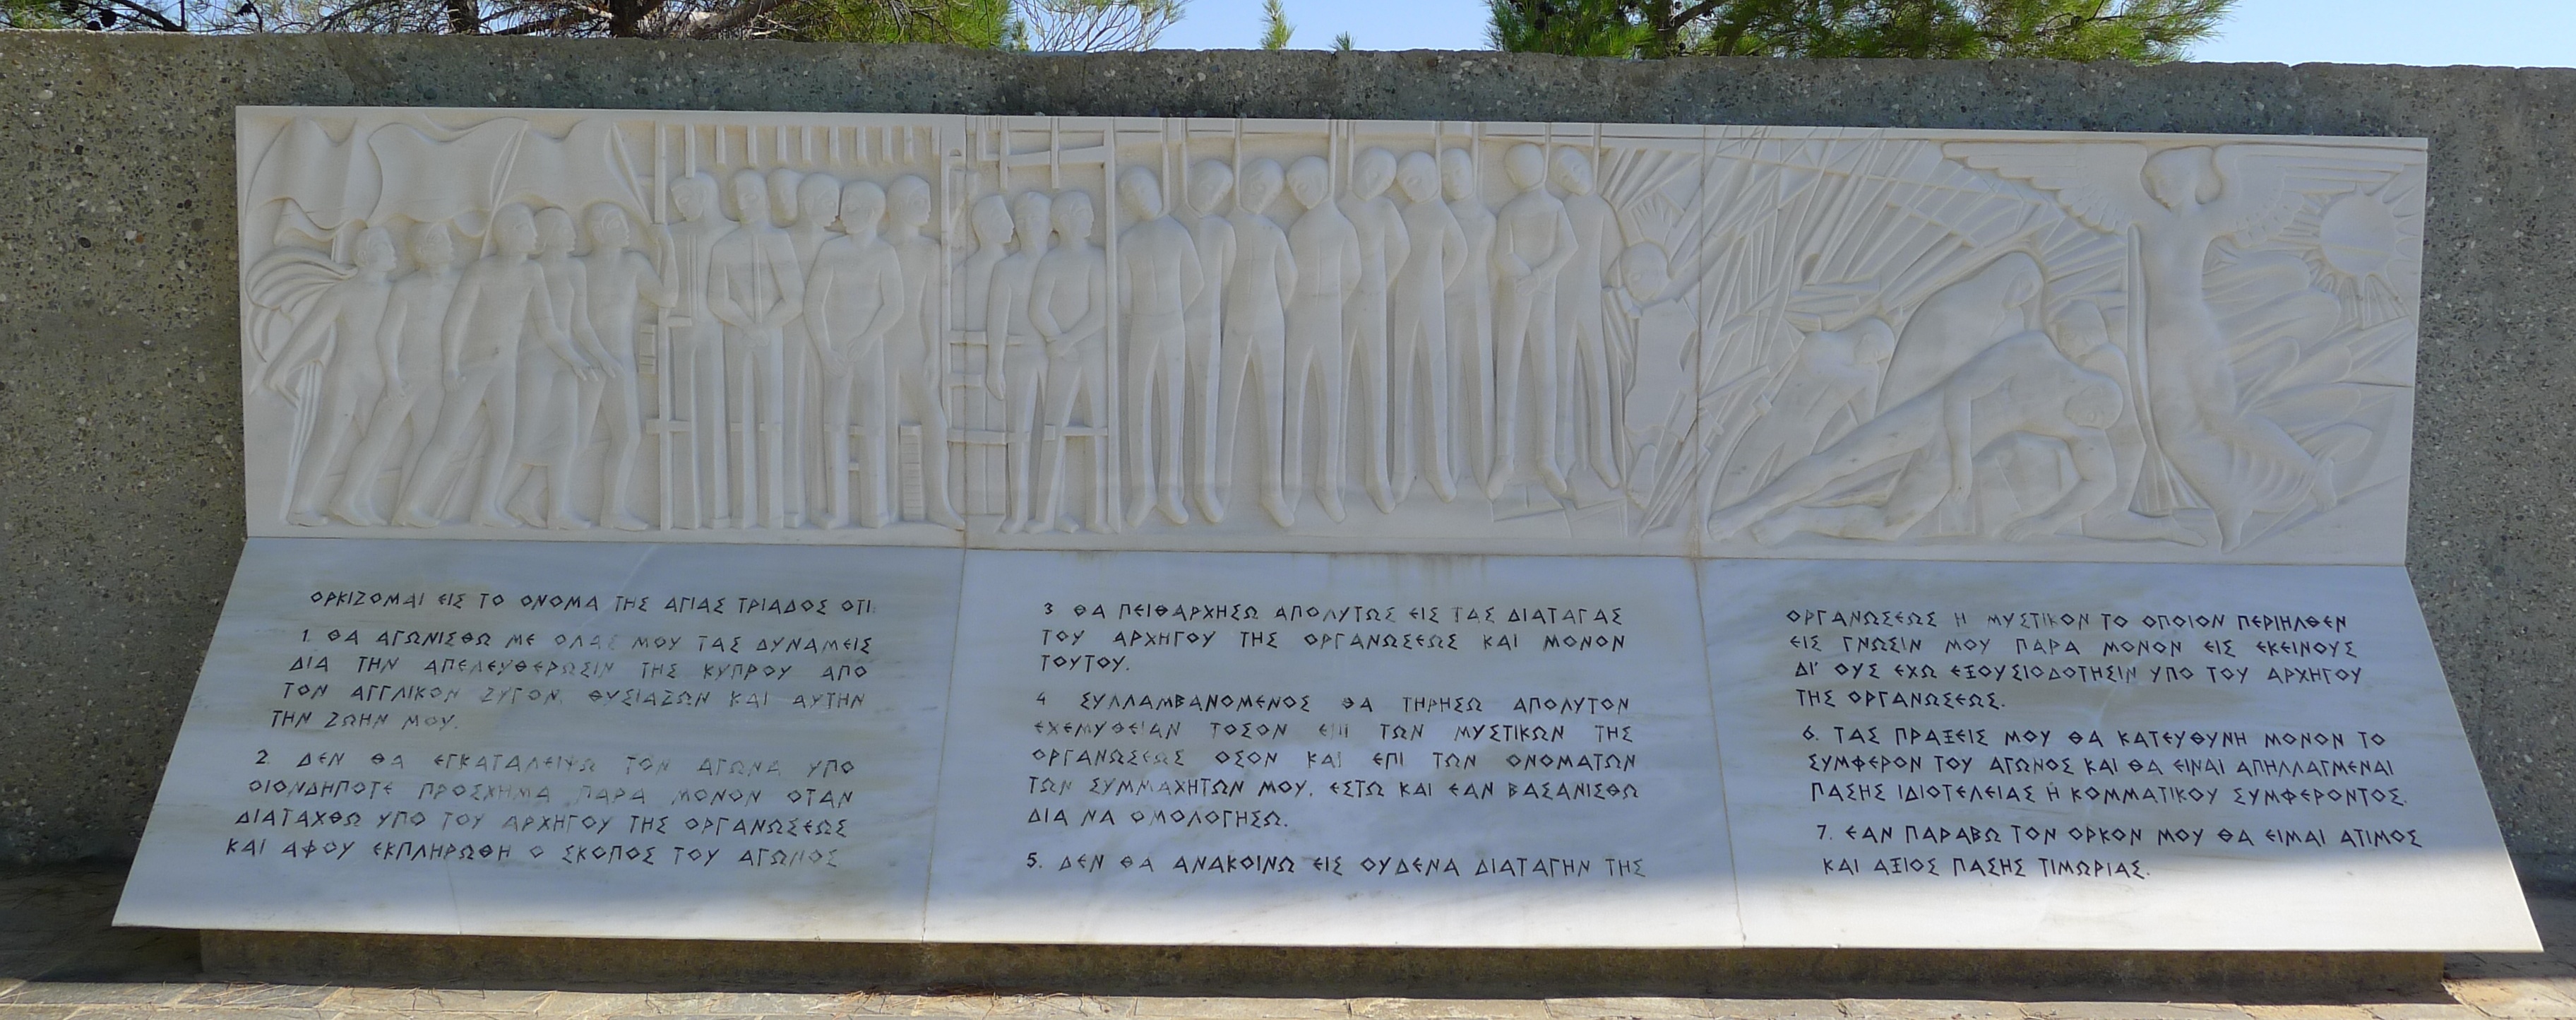 ΟΡΚΙΖΟΜΑΙ ΕΙΣ ΤΟ ΟΝΟΜΑ ΤΗΣ ΑΓΙΑΣ ΤΡΙΑΔΟΣ ΟΤΙ
1. ΘΑ ΑΓΩΝΙΣΘΩ ΜΕ ΟΛΑΣ ΜΟΥ ΤΑΣ ΔΥΝΑΜΕΙΣ
ΔΙΑ ΤΗΝ ΑΠΕΛΕΥΘΕΡΩΣΙΝ ΤΗΣ ΚΥΠΡΟΥ ΑΠΟ
ΤΟΝ ΑΓΓΛΙΚΟΝ ΖΥΓΟΝ, ΘΥΣΙΑΖΩΝ ΚΑΙ ΑΥΤΗΝ
ΤΗΝ ΖΩΗΝ ΜΟΥ.
2. ΔΕΝ ΘΑ ΕΓΚΑΤΑΛΕΙΨΩ ΤΟΝ ΑΓΩΝΑ ΥΠΟ
ΟΙΟΝΔΗΠΟΤΕ ΠΡΟΣΧΗΜΑ ΠΑΡΑ ΜΟΝΟΝ ΟΤΑΝ
ΔΙΑΤΑΧΘΩ ΥΠΟ ΤΟΥ ΑΡΧΗΓΟΥ ΤΗΣ ΟΡΓΑΝΩΣΕΩΣ
ΚΑΙ ΑΦΟΥ ΕΚΠΛΗΡΩΘΗ Ο ΣΚΟΠΟΣ ΤΟΥ ΑΓΩΝΟΣ
3 ΘΑ ΠΕΙΘΑΡΧΗΣΩ ΑΠΟΛΥΤΩΣ ΕΙΣ ΤΑΣ ΔΙΑΤΑΓΑΣ
ΤΟΥ ΑΡΧΗΓΟΥ ΤΗΣ ΟΡΓΑΝΩΣΕΩΣ ΚΑΙ ΜΟΝΟΝ
ΤΟΥΤΟΥ.
4 ΣΥΛΛΑΜΒΑΝΟΜΕΝΟΣ ΘΑ ΤΗΡΗΣΩ ΑΠΟΛΥΤΟΝ
ΕΧΕΜΥΘΕΙΑΝ ΤΟΣΟΝ ΕΠΙ ΤΩΝ ΜΥΣΤΙΚΩΝ ΤΗΣ
ΟΡΓΑΝΩΣΕΩΣ ΟΣΟΝ ΚΑΙ ΕΠΙ ΤΩΝ ΟΝΟΜΑΤΩΝ
ΤΩΝ ΣΥΜΜΑΧΗΤΩΝ ΜΟΥ, ΕΣΤΩ ΚΑΙ ΕΑΝ ΒΑΣΑΝΙΣΘΩ
ΔΙΑ ΝΑ ΟΜΟΛΟΓΗΣΩ.
5. ΔΕΝ ΘΑ ΑΝΑΚΟΙΝΩ ΕΙΣ ΟΥΔΕΝΑ ΔΙΑΤΑΓΗΝ ΤΗΣ
ΟΡΓΑΝΩΣΕΩΣ Η ΜΥΣΤΙΚΟΝ ΤΟ ΟΠΟΙΟΝ ΠΕΡΙΗΛΘΕΝ
ΕΙΣ ΓΝΩΣΙΝ ΜΟΥ ΠΑΡΑ ΜΟΝΟΝ ΕΙΣ ΕΚΕΙΝΟΥΣ
ΔΙ' ΟΥΣ ΕΧΩ ΕΞΟΥΣΙΟΔΟΤΗΣΙΝ ΥΠΟ ΤΟΥ ΑΡΧΗΓΟΥ
ΤΗΣ ΟΡΓΑΝΩΣΕΩΣ.
6. ΤΑΣ ΠΡΑΞΕΙΣ ΜΟΥ ΘΑ ΚΑΤΕΥΘΥΝΗ ΜΟΝΟΝ ΤΟ
ΣΥΜΦΕΡΟΝ ΤΟΥ ΑΓΩΝΟΣ ΚΑΙ ΘΑ ΕΙΝΑΙ ΑΠΗΛΛΑΓΜΕΝΑΙ
ΠΑΣΗΣ ΙΔΙΟΤΕΛΕΙΑΣ Ή ΚΟΜΜΑΤΙΚΟΥ ΣΥΜΦΕΡΟΝΤΟΣ.
7. ΕΑΝ ΠΑΡΑΒΩ ΤΟΝ ΟΡΚΟΝ ΜΟΥ ΘΑ ΕΙΜΑΙ ΑΤΙΜΟΣ
ΚΑΙ ΑΞΙΟΣ ΠΑΣΗΣ ΤΙΜΩΡΙΑΣ.